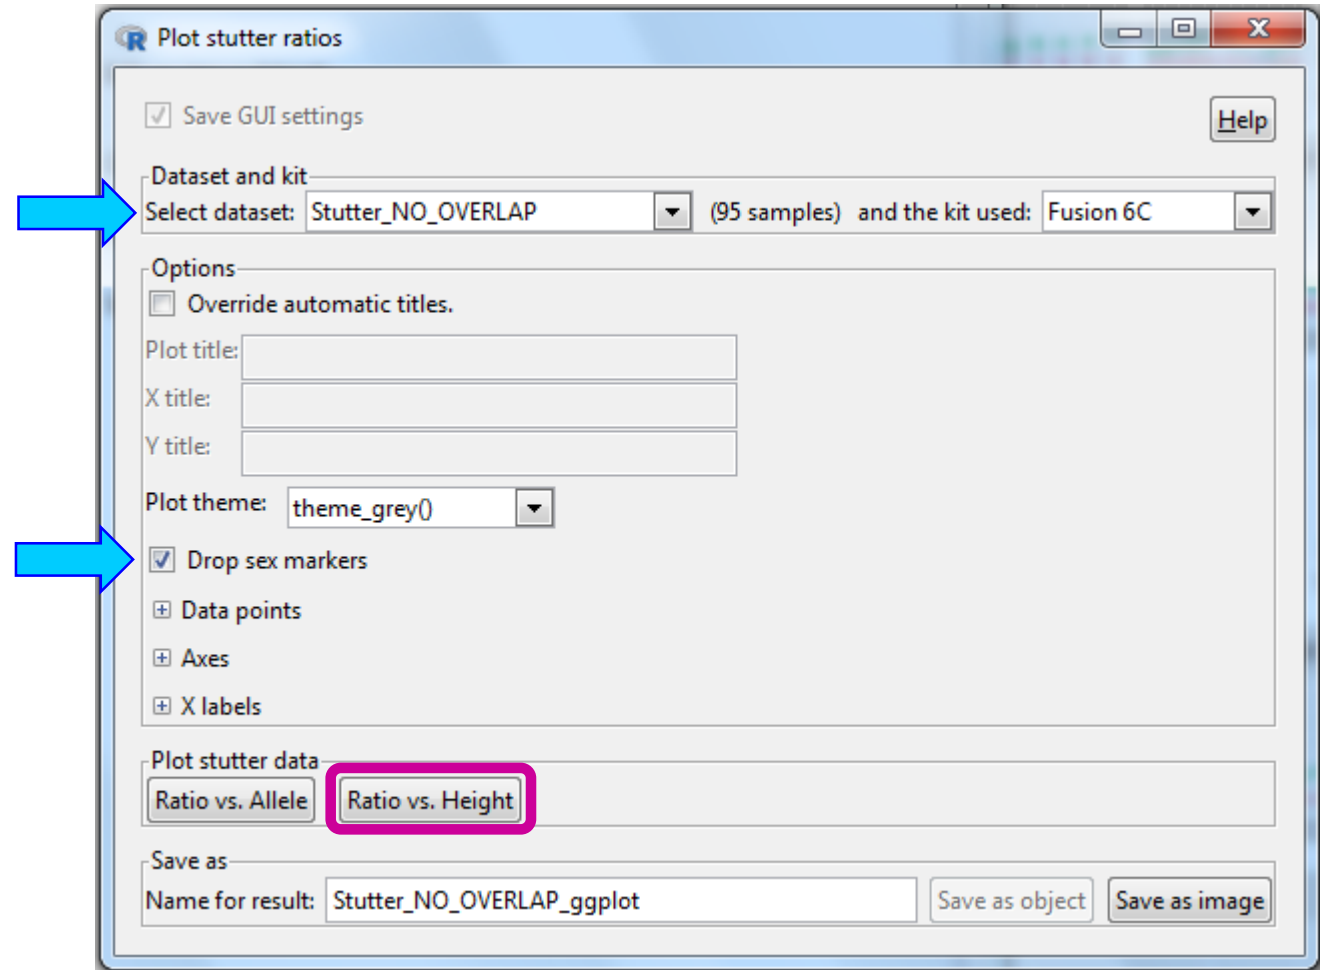 Plot stutter ratios
Save GUI settings
Help
Dataset and kit
Select dataset: Stutter_NO_OVERLAP (95 samples) and the kit used: Fusion 6C
Options
Override automatic titles.
Plot title:
X title:
Y title:
Plot theme: theme_grey()
Drop sex markers
Data points
Axes
X labels
Plot stutter data
Ratio vs. Allele Ratio vs. Height
Save as
Name for result: Stutter_NO_OVERLAP_ggplot Save as object Save as image